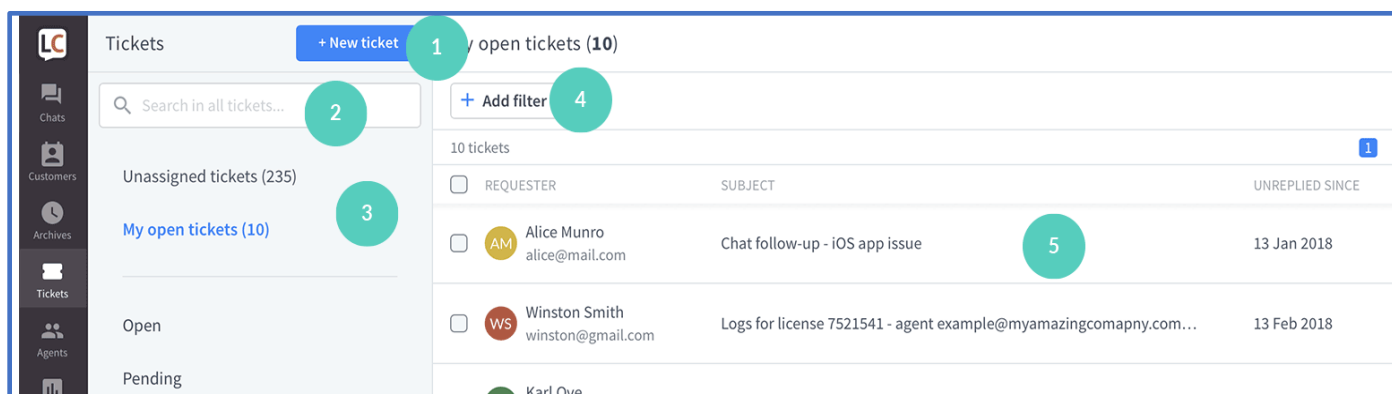 LC
Chats
Customers
Archives
Tickets
Agents
Tickets
+ New ticket
1
Search in all tickets...
2
Unassigned tickets (235)
3
My open tickets (10)
Open
Pending
y open tickets (10)
+ Add filter
4
10 tickets
1
REQUESTER SUBJECT UNREPLIED SINCE
AM
Alice Munro
alice@mail.com
Chat follow-up - iOS app issue
5
13 Jan 2018
WS
Winston Smith
winston@gmail.com
Logs for license 7521541 - agent example@myamazingcomapny.com...
13 Feb 2018
Karl Ove